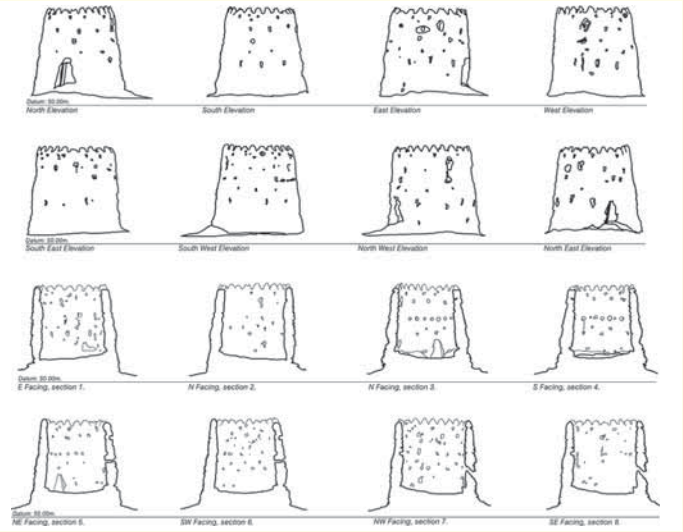 Datum: 50.00m.
North Elevation
South Elevation
East Elevation
West Elevation
Datum: 50.00m.
South East Elevation
South West Elevation
North West Elevation
North East Elevation
Datum: 50.00m.
E Facing, section 1.
N Facing, section 2.
N Facing, section 3.
S Facing, section 4.
Datum: 50.00m.
NE Facing, section 5.
SW Facing, section 6.
NW Facing, section 7.
SE Facing, section 8.